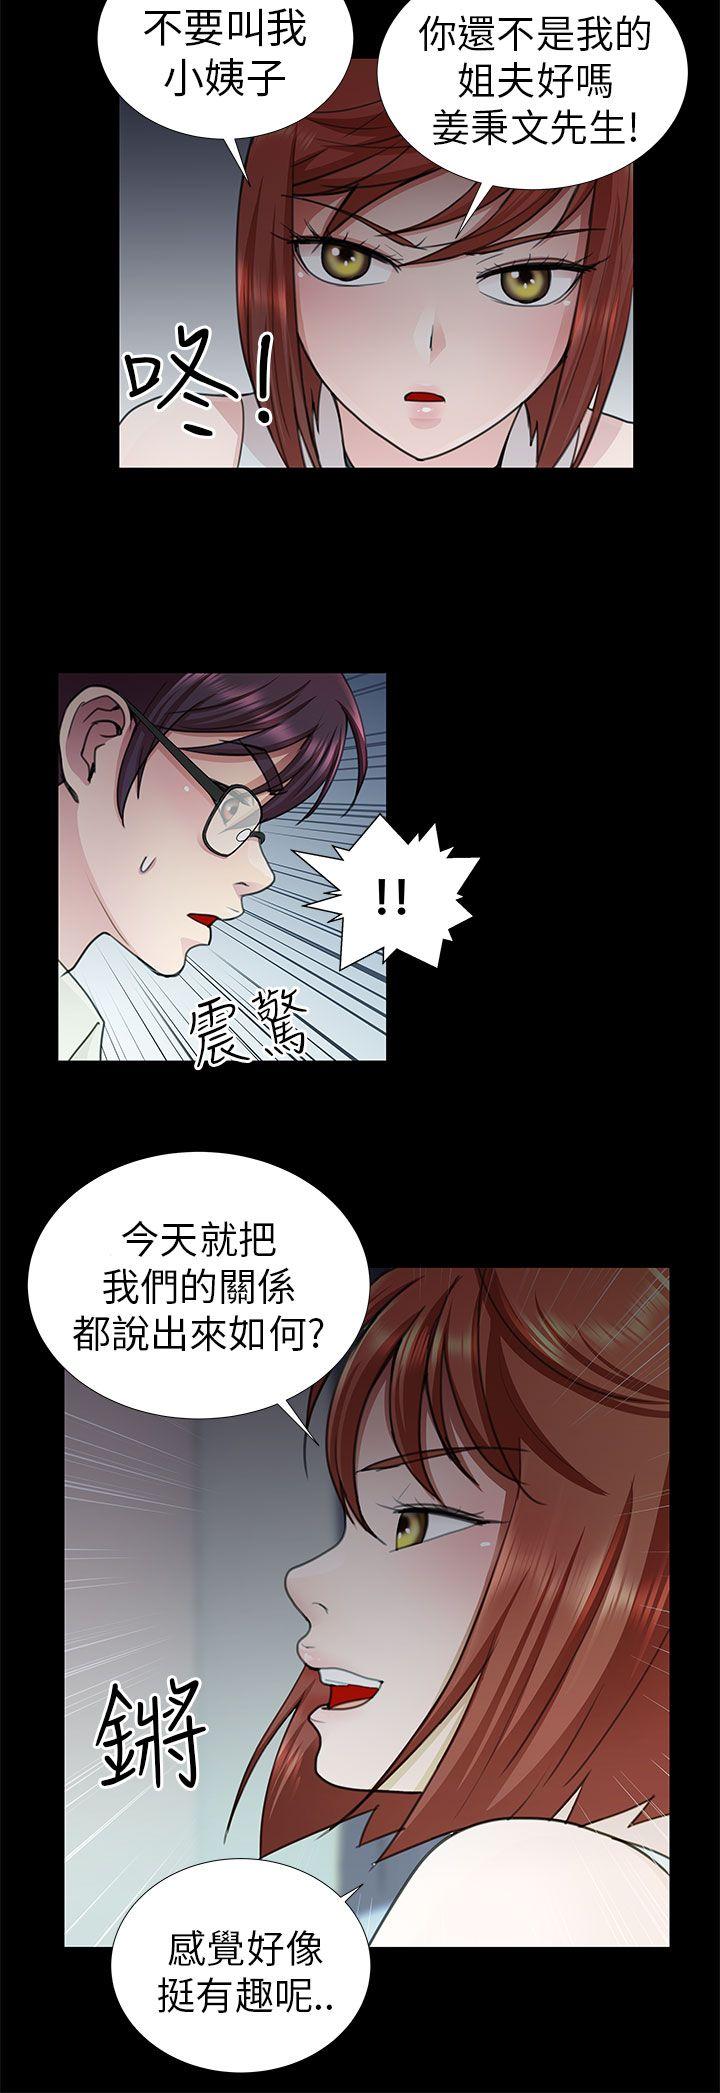 不要叫我
小姨子
你還不是我的
姐夫好嗎
姜秉文先生!
咚!
!!
震驚
今天就把
我們的關係
都說出來如何?
鏘
感覺好像
挺有趣呢..